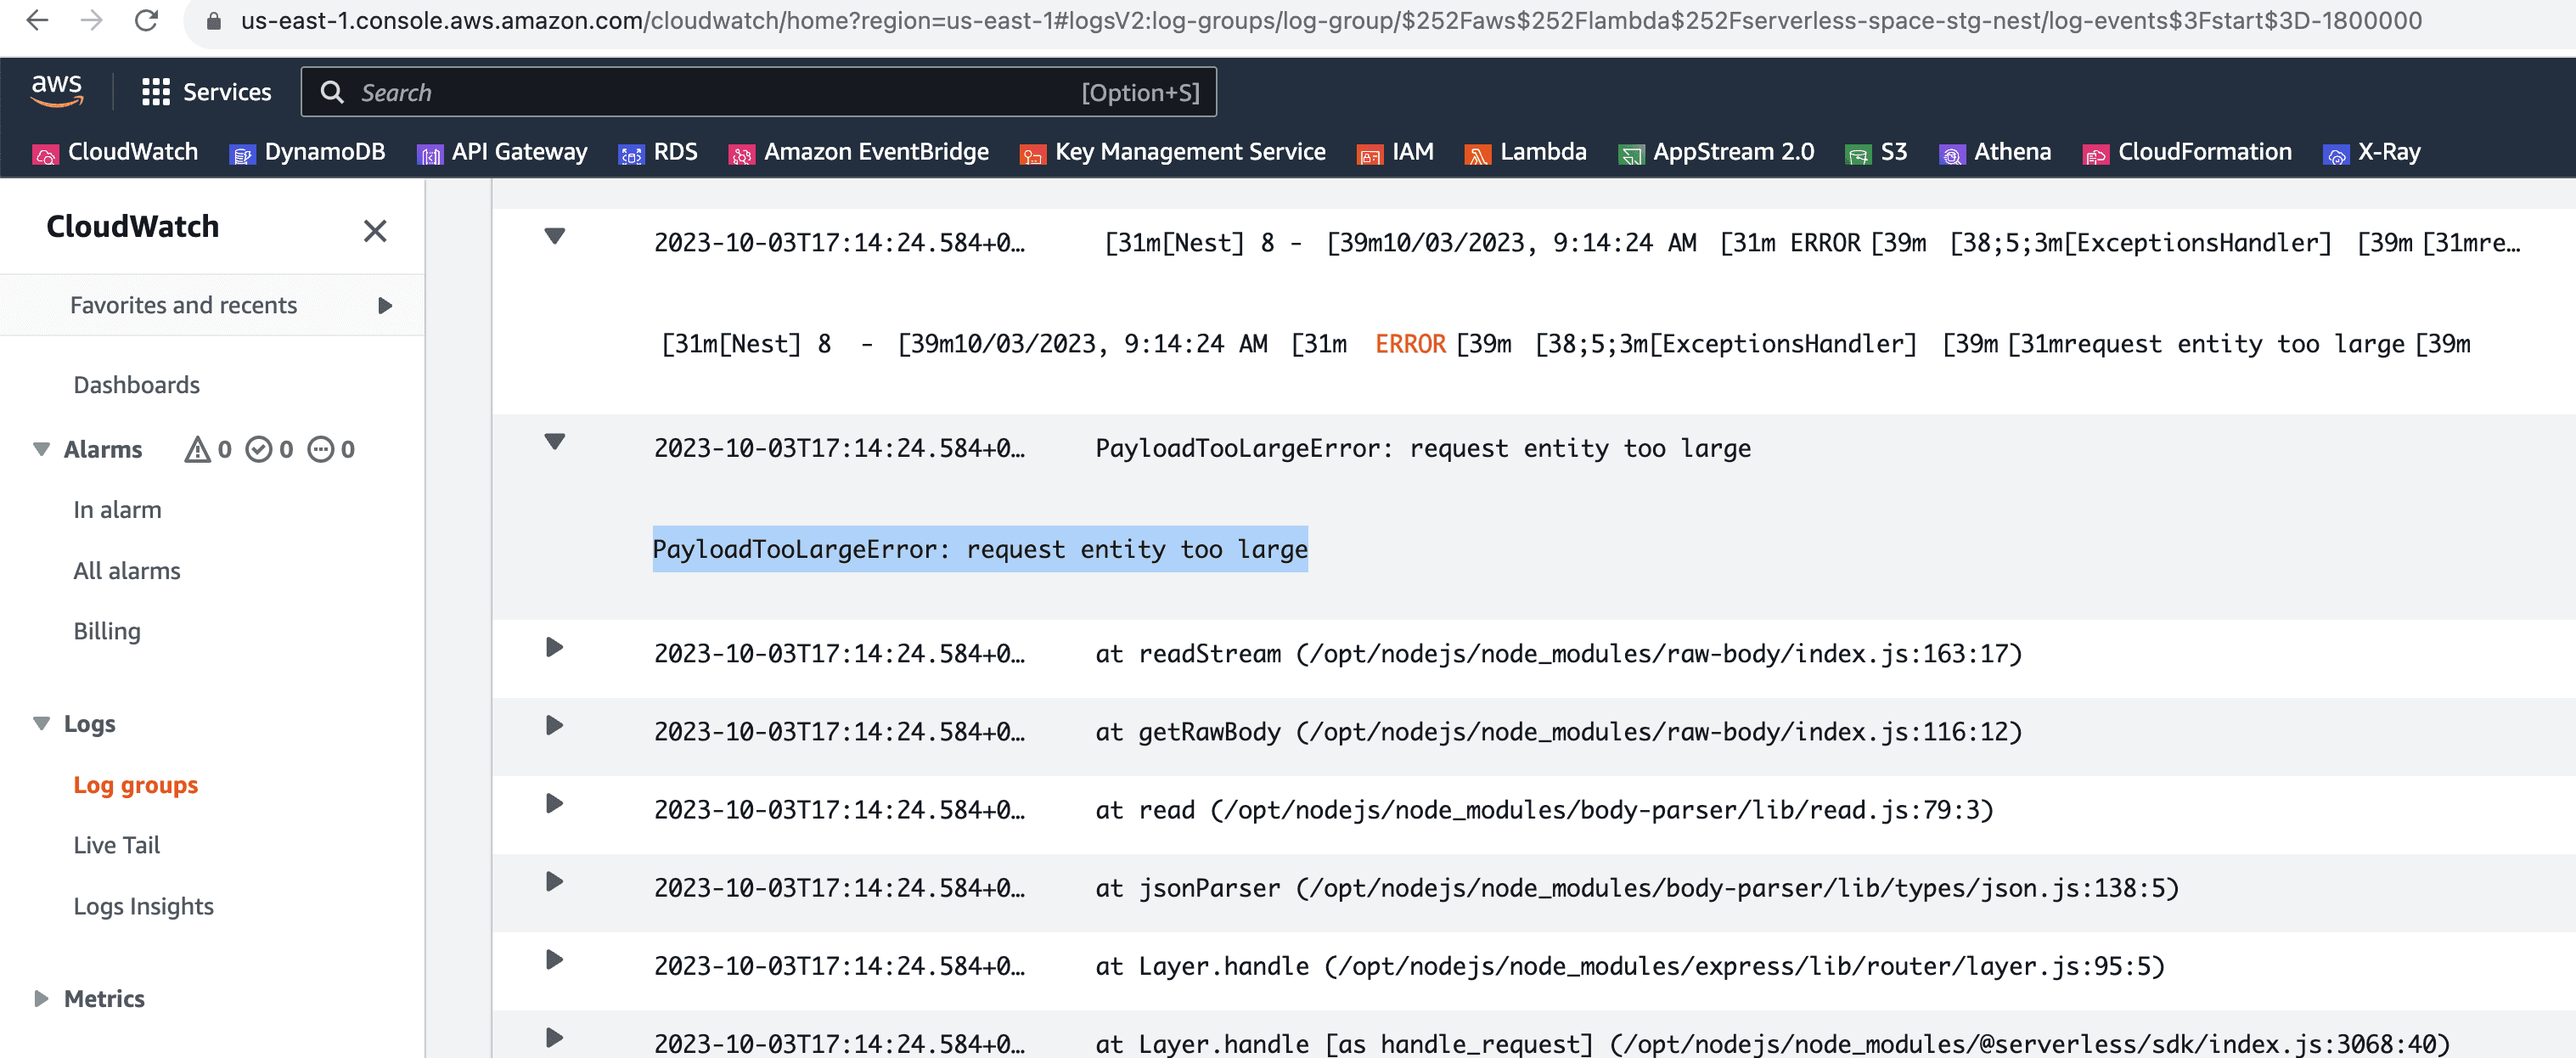 us-east-1.console.aws.amazon.com/cloudwatch/home?region=us-east-1#logsV2:log-groups/log-group/$252Faws$252Flambda$252Fserverless-space-stg-nest/log-events$3Fstart$3D-1800000
aws Services Search [Option+S]
CloudWatch DynamoDB API Gateway RDS Amazon EventBridge Key Management Service IAM Lambda AppStream 2.0 S3 Athena CloudFormation X-Ray
CloudWatch
Favorites and recents
Dashboards
Alarms 0 0 0
In alarm
All alarms
Billing
Logs
Log groups
Live Tail
Logs Insights
Metrics
2023-10-03T17:14:24.584+0… [31m[Nest] 8 - [39m10/03/2023, 9:14:24 AM [31m ERROR [39m [38;5;3m[ExceptionsHandler] [39m [31mre…
[31m[Nest] 8  - [39m10/03/2023, 9:14:24 AM [31m ERROR [39m [38;5;3m[ExceptionsHandler] [39m [31mrequest entity too large [39m
2023-10-03T17:14:24.584+0… PayloadTooLargeError: request entity too large
PayloadTooLargeError: request entity too large
2023-10-03T17:14:24.584+0… at readStream (/opt/nodejs/node_modules/raw-body/index.js:163:17)
2023-10-03T17:14:24.584+0… at getRawBody (/opt/nodejs/node_modules/raw-body/index.js:116:12)
2023-10-03T17:14:24.584+0… at read (/opt/nodejs/node_modules/body-parser/lib/read.js:79:3)
2023-10-03T17:14:24.584+0… at jsonParser (/opt/nodejs/node_modules/body-parser/lib/types/json.js:138:5)
2023-10-03T17:14:24.584+0… at Layer.handle (/opt/nodejs/node_modules/express/lib/router/layer.js:95:5)
2023-10-03T17:14:24.584+0… at Layer.handle [as handle_request] (/opt/nodejs/node_modules/@serverless/sdk/index.js:3068:40)